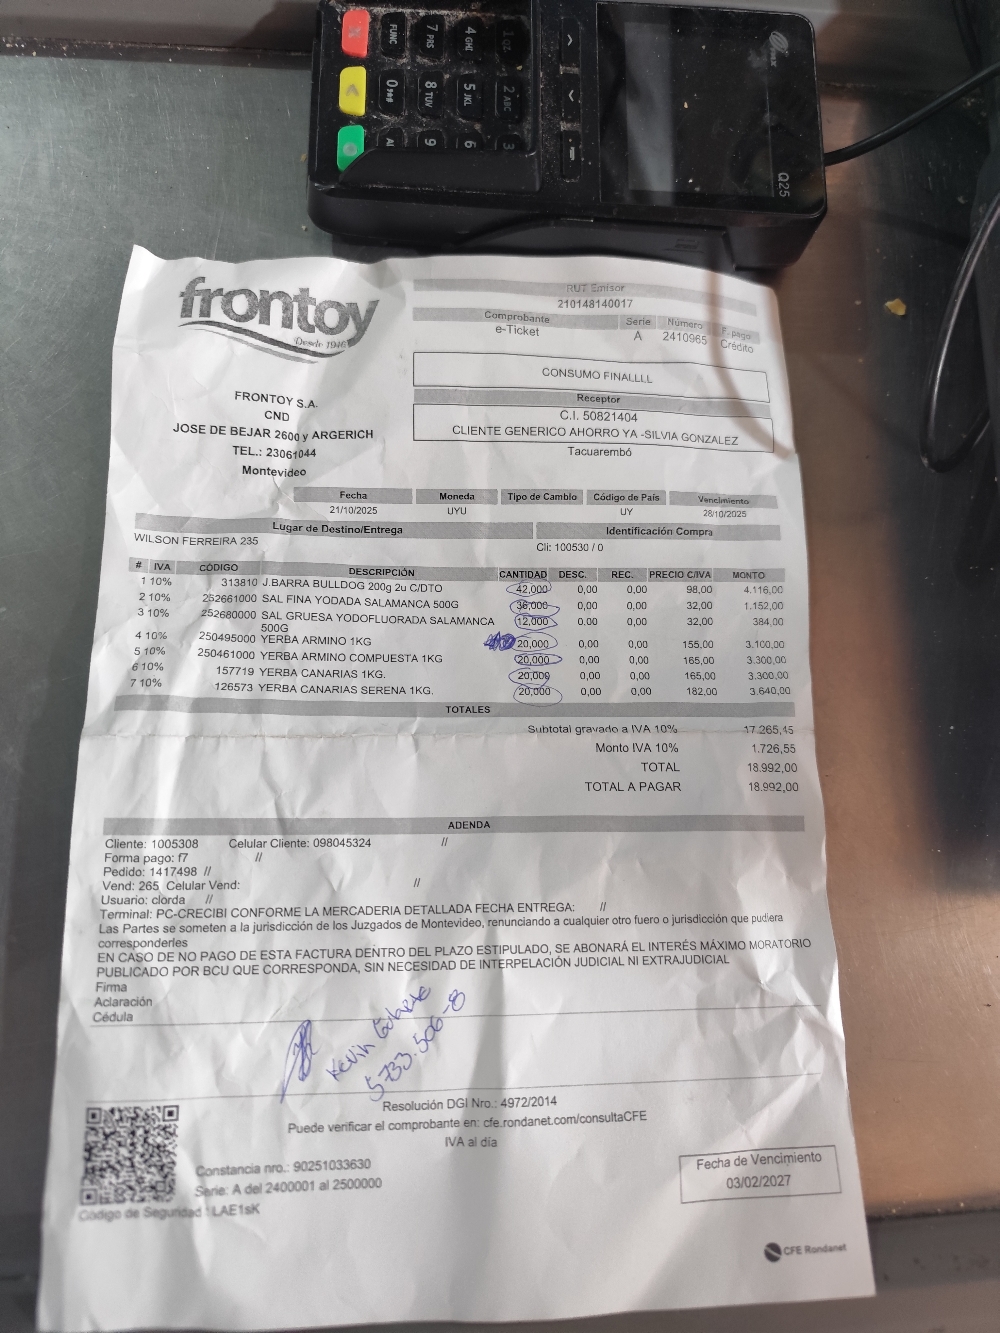 FUNC
7 PRS
4 GHI
1 QZ
0,*#
8 TUV
5 JKL
2 ABC
9
6
3
Q25
frontoy
Desde 1946
RUT Emisor
210148140017
Comprobante Serie Número F. pago
e-Ticket A 2410965 Crédito
CONSUMO FINALLLL
Receptor
C.I. 50821404
CLIENTE GENERICO AHORRO YA -SILVIA GONZALEZ
Tacuarembó
FRONTOY S.A.
CND
JOSE DE BEJAR 2600 y ARGERICH
TEL.: 23061044
Montevideo
Fecha Moneda Tipo de Cambio Código de País Vencimiento
21/10/2025 UYU UY 28/10/2025
Lugar de Destino/Entrega Identificación Compra
WILSON FERREIRA 235 Cli: 100530 / 0
# IVA CÓDIGO DESCRIPCIÓN CANTIDAD DESC. REC. PRECIO C/IVA MONTO
1 10% 313810 J.BARRA BULLDOG 200g 2u C/DTO 42,000 0,00 0,00 98,00 4.116,00
2 10% 252661000 SAL FINA YODADA SALAMANCA 500G 36,000 0,00 0,00 32,00 1.152,00
3 10% 252680000 SAL GRUESA YODOFLUORADA SALAMANCA 12,000 0,00 0,00 32,00 384,00
500G
4 10% 250495000 YERBA ARMINO 1KG 20,000 0,00 0,00 155,00 3.100,00
5 10% 250461000 YERBA ARMINO COMPUESTA 1KG 20,000 0,00 0,00 165,00 3.300,00
6 10% 157719 YERBA CANARIAS 1KG. 20,000 0,00 0,00 165,00 3.300,00
7 10% 126573 YERBA CANARIAS SERENA 1KG. 20,000 0,00 0,00 182,00 3.640,00
TOTALES
Subtotal gravado a IVA 10% 17.265,45
Monto IVA 10% 1.726,55
TOTAL 18.992,00
TOTAL A PAGAR 18.992,00
ADENDA
Cliente: 1005308 Celular Cliente: 098045324 //
Forma pago: f7 //
Pedido: 1417498 //
Vend: 265 Celular Vend: //
Usuario: clorda //
Terminal: PC-CRECIBI CONFORME LA MERCADERIA DETALLADA FECHA ENTREGA: //
Las Partes se someten a la jurisdicción de los Juzgados de Montevideo, renunciando a cualquier otro fuero o jurisdicción que pudiera
corresponderles
EN CASO DE NO PAGO DE ESTA FACTURA DENTRO DEL PLAZO ESTIPULADO, SE ABONARÁ EL INTERÉS MÁXIMO MORATORIO
PUBLICADO POR BCU QUE CORRESPONDA, SIN NECESIDAD DE INTERPELACIÓN JUDICIAL NI EXTRAJUDICIAL
Firma
Aclaración
Cédula
Kevin
5733.506-8
Resolución DGI Nro.: 4972/2014
Puede verificar el comprobante en: cfe.rondanet.com/consultaCFE
IVA al día
Constancia nro.: 90251033630
Serie: A del 2400001 al 2500000
Código de Seguridad : LAE1sK
Fecha de Vencimiento
03/02/2027
CFE Rondanet